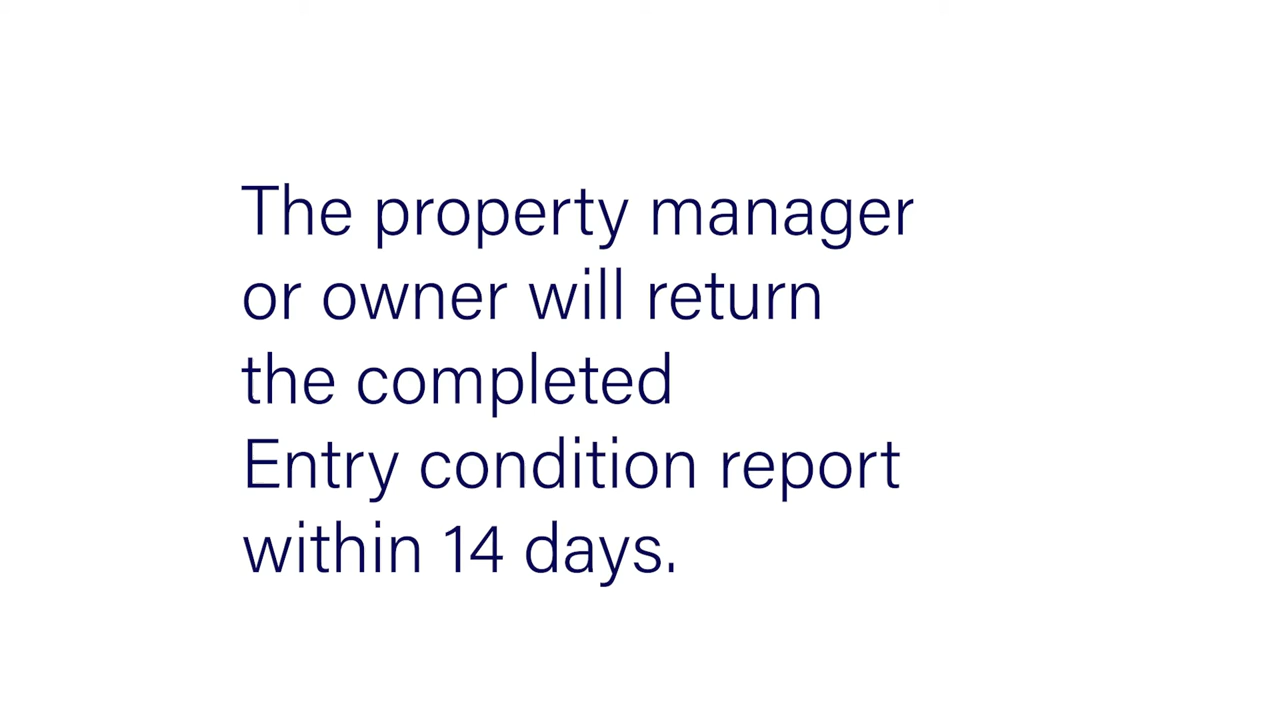 The property manager
or owner will return
the completed
Entry condition report
within 14 days.